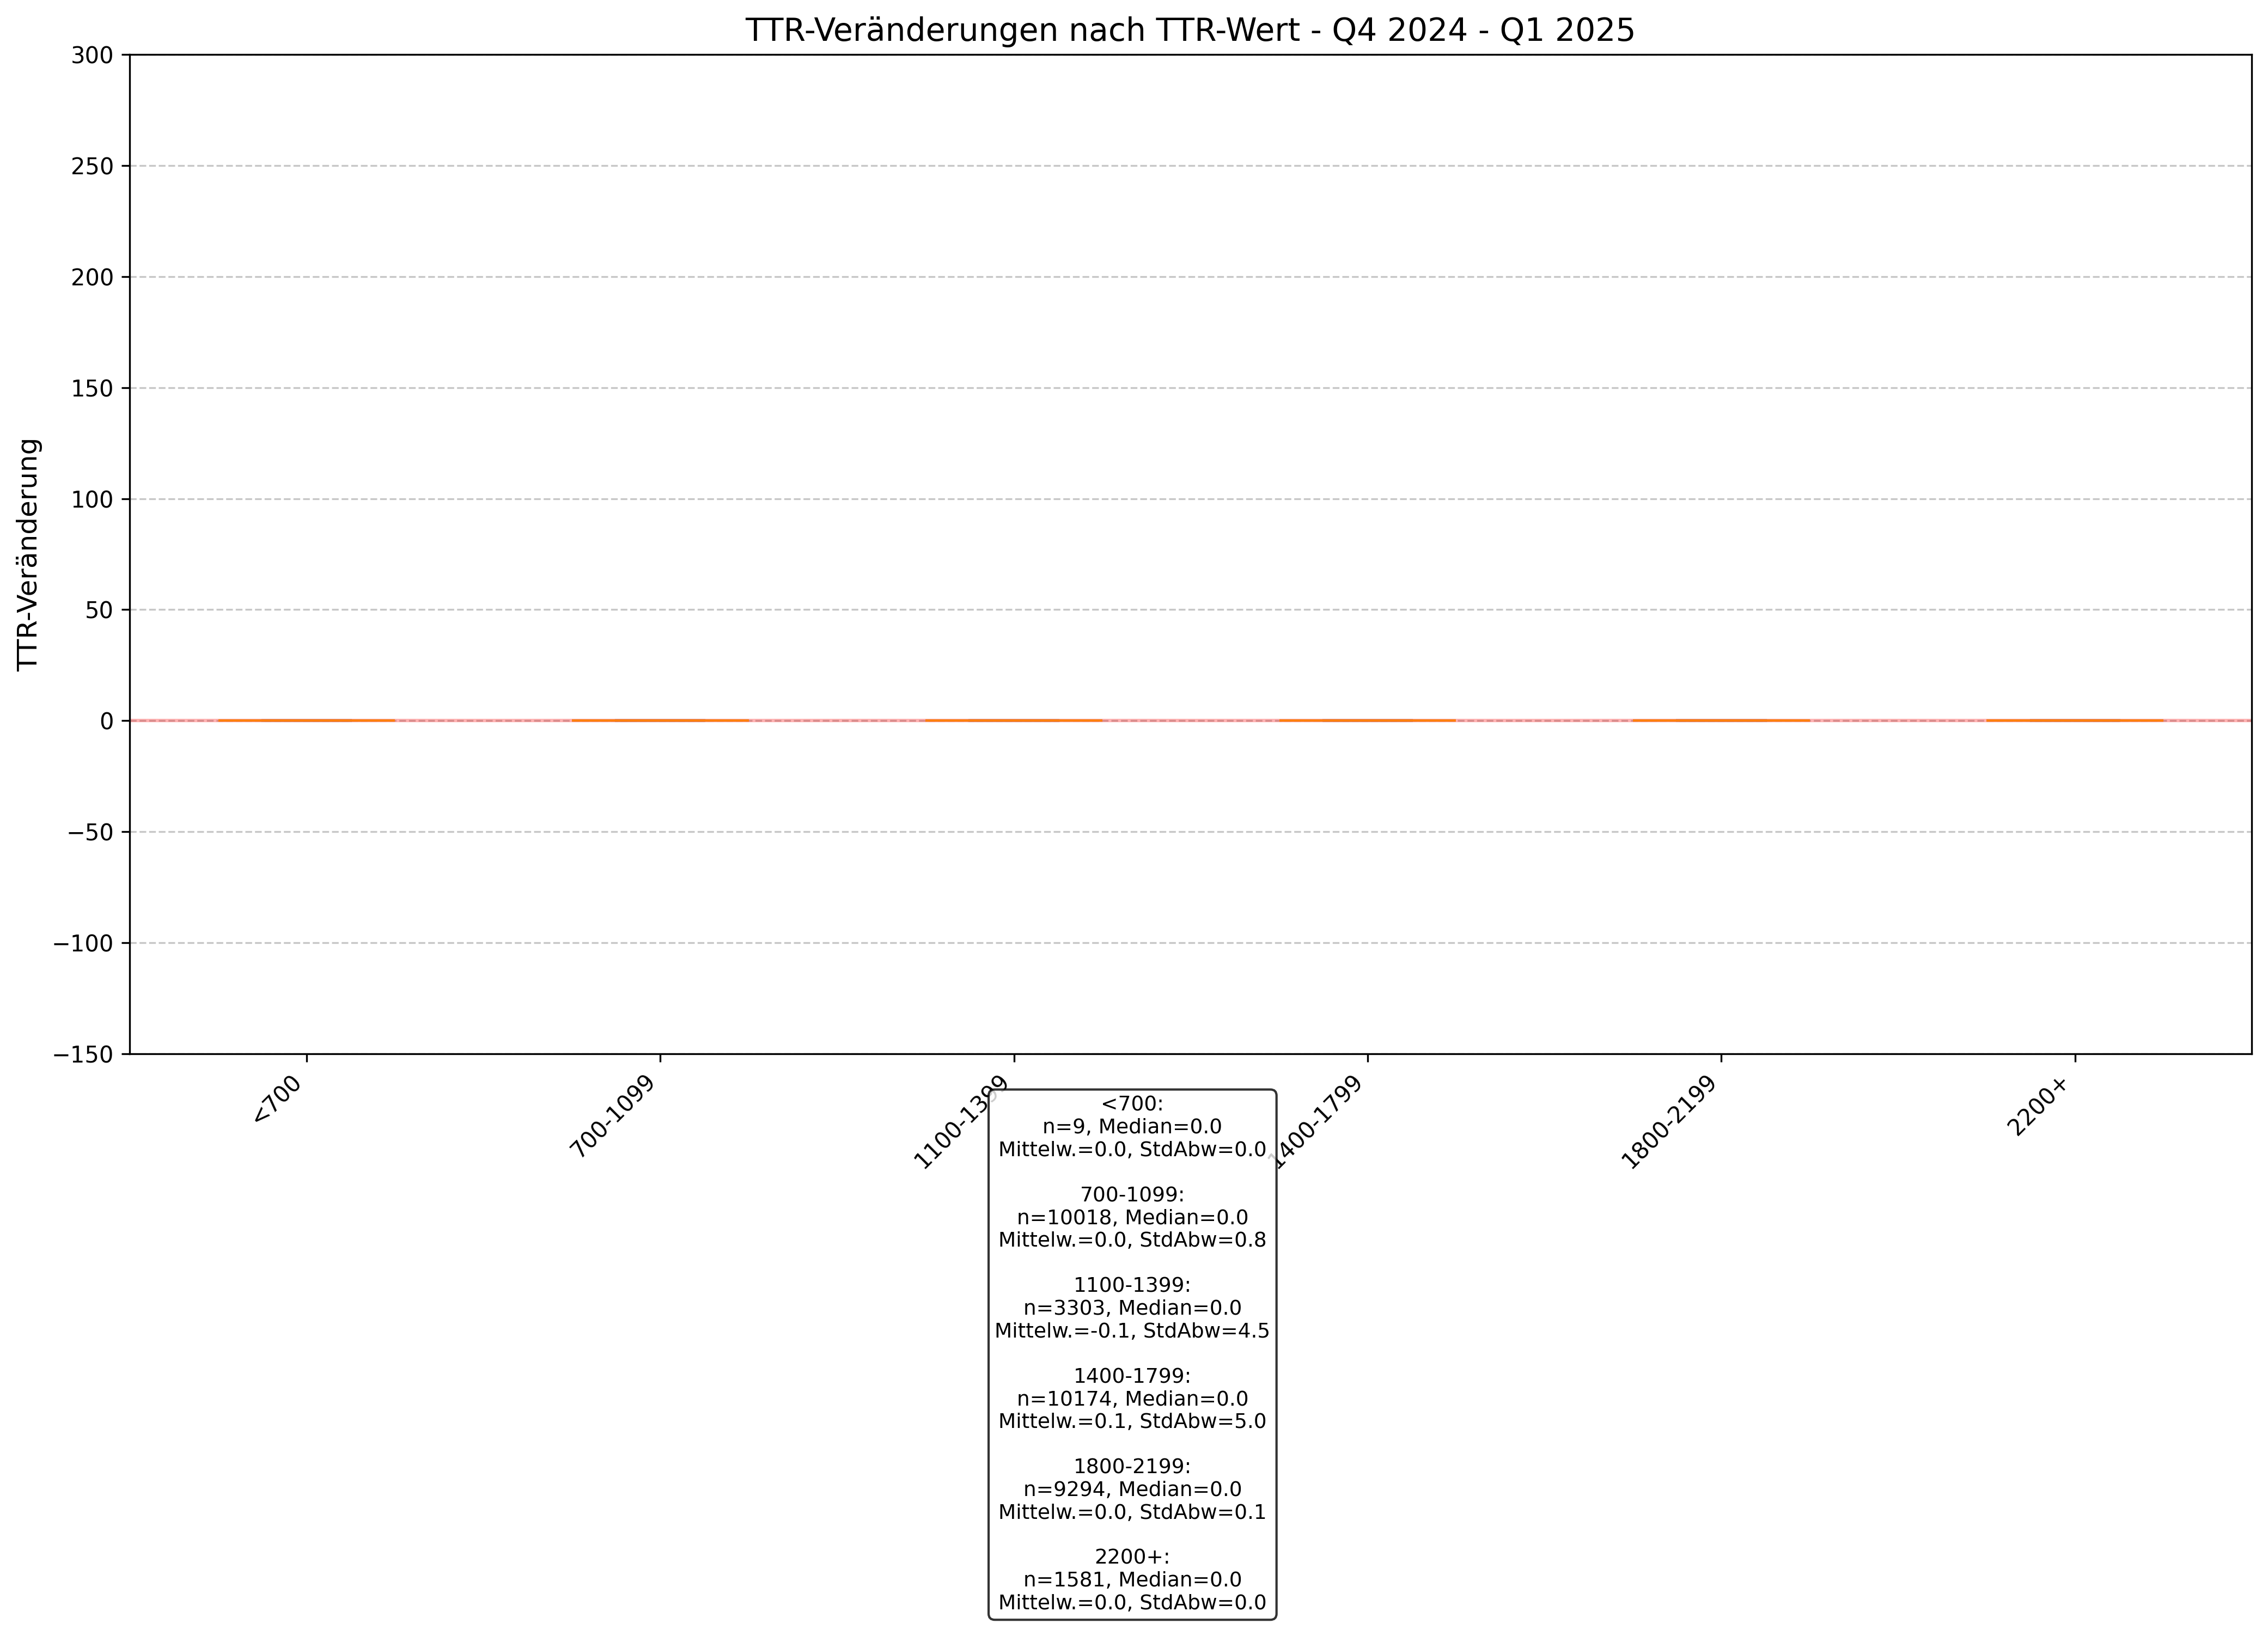 TTR-Veränderungen nach TTR-Wert - Q4 2024 - Q1 2025
300
250
200
150
100
50
0
−50
−100
−150
TTR-Veränderung
<700
700-1099
1100-1399
1400-1799
1800-2199
2200+
<700:
n=9, Median=0.0
Mittelw.=0.0, StdAbw=0.0
700-1099:
n=10018, Median=0.0
Mittelw.=0.0, StdAbw=0.8
1100-1399:
n=3303, Median=0.0
Mittelw.=-0.1, StdAbw=4.5
1400-1799:
n=10174, Median=0.0
Mittelw.=0.1, StdAbw=5.0
1800-2199:
n=9294, Median=0.0
Mittelw.=0.0, StdAbw=0.1
2200+:
n=1581, Median=0.0
Mittelw.=0.0, StdAbw=0.0